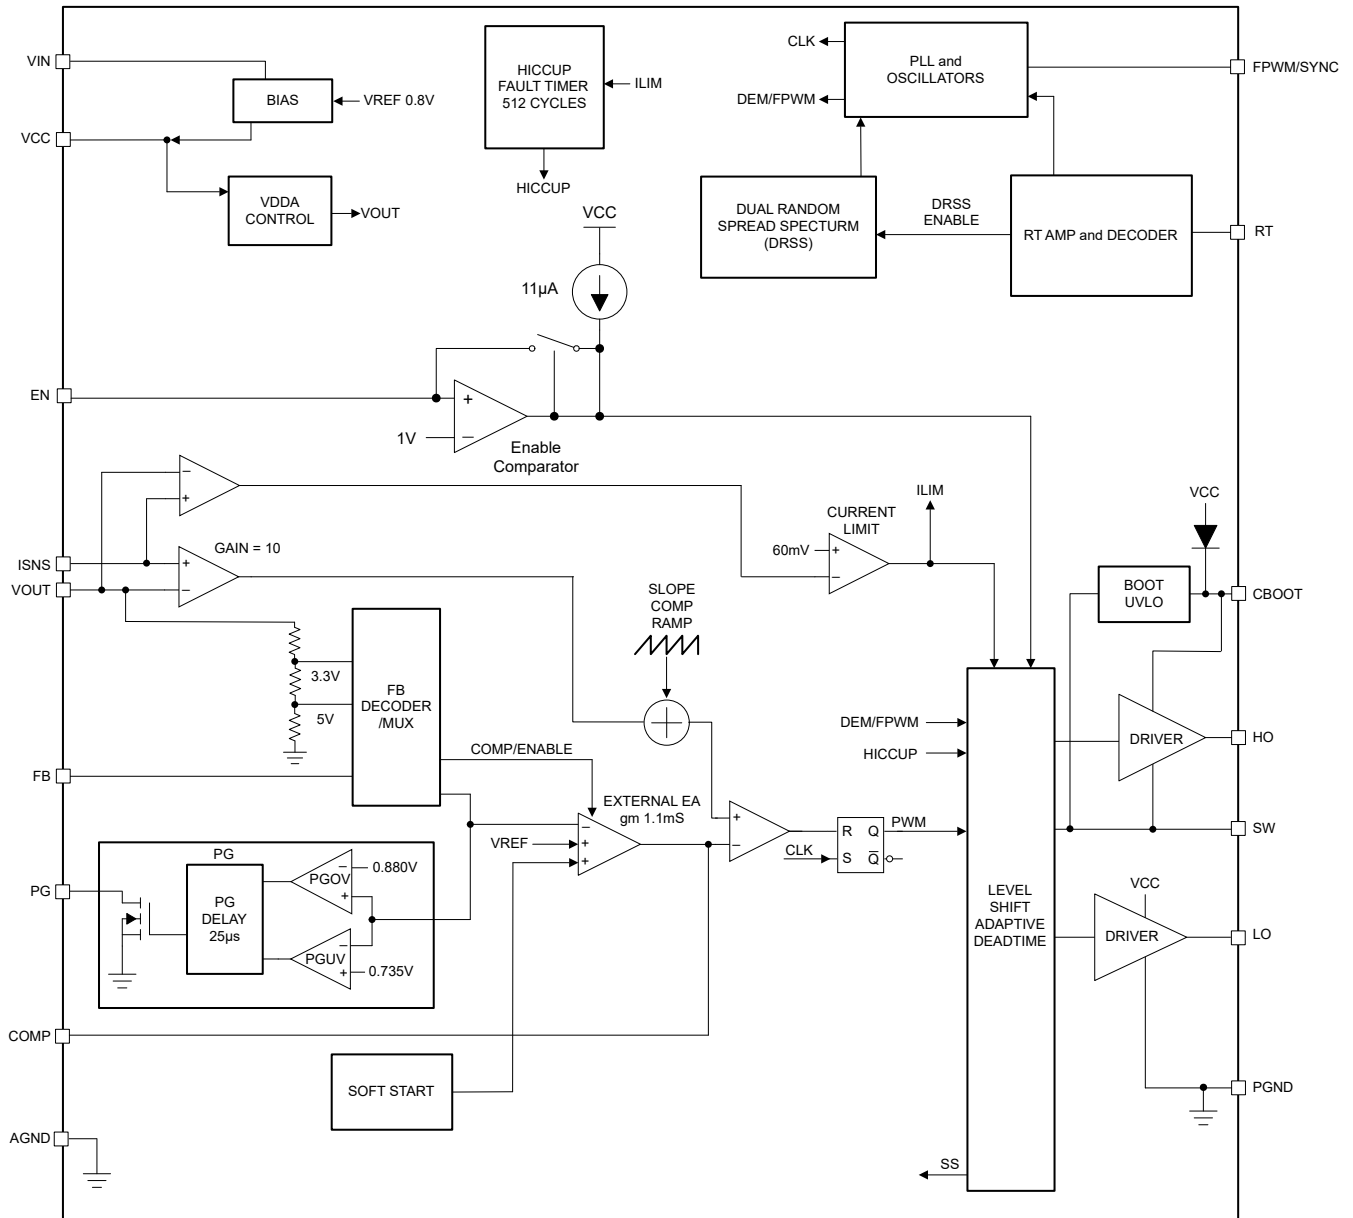 VIN
BIAS
VREF 0.8V
VCC
VDDA
CONTROL
VOUT
HICCUP
FAULT TIMER
512 CYCLES
ILIM
HICCUP
CLK
DEM/FPWM
PLL and
OSCILLATORS
FPWM/SYNC
DUAL RANDOM
SPREAD SPECTURM
(DRSS)
DRSS
ENABLE
RT AMP and DECODER
RT
VCC
11µA
EN
+
1V
−
Enable
Comparator
−
+
ISNS
VOUT
GAIN = 10
+
−
CURRENT
LIMIT
60mV
+
−
ILIM
VCC
BOOT
UVLO
CBOOT
SLOPE
COMP
RAMP
3.3V
5V
FB
DECODER
/MUX
FB
COMP/ENABLE
EXTERNAL EA
gm 1.1mS
−
VREF
+
+
+
−
R
Q
S
Q
CLK
PWM
DEM/FPWM
HICCUP
LEVEL
SHIFT
ADAPTIVE
DEADTIME
DRIVER
HO
SW
VCC
DRIVER
LO
PGND
PG
PG
PG
DELAY
25µs
PGOV
−
+
0.880V
PGUV
−
+
0.735V
COMP
SOFT START
AGND
SS